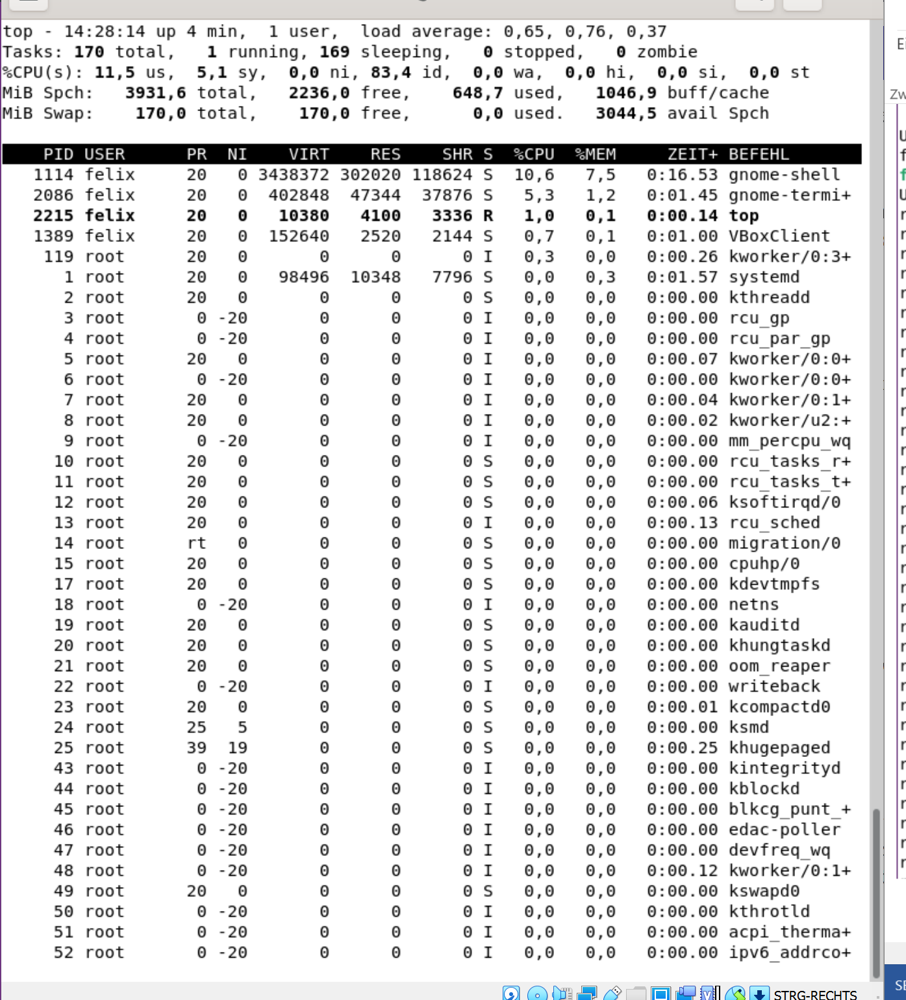 top - 14:28:14 up 4 min,  1 user,  load average: 0,65, 0,76, 0,37
Tasks: 170 total,   1 running, 169 sleeping,   0 stopped,   0 zombie
%CPU(s): 11,5 us,  5,1 sy,  0,0 ni, 83,4 id,  0,0 wa,  0,0 hi,  0,0 si,  0,0 st
MiB Spch:   3931,6 total,   2236,0 free,    648,7 used,   1046,9 buff/cache
MiB Swap:    170,0 total,    170,0 free,      0,0 used.   3044,5 avail Spch
PID USER      PR  NI    VIRT    RES    SHR S  %CPU  %MEM     ZEIT+ BEFEHL
1114 felix     20   0 3438372 302020 118624 S  10,6   7,5   0:16.53 gnome-shell
2086 felix     20   0  402848  47344  37876 S   5,3   1,2   0:01.45 gnome-termi+
2215 felix     20   0   10380   4100   3336 R   1,0   0,1   0:00.14 top
1389 felix     20   0  152640   2520   2144 S   0,7   0,1   0:01.00 VBoxClient
119 root      20   0       0      0      0 I   0,3   0,0   0:00.26 kworker/0:3+
1 root      20   0   98496  10348   7796 S   0,0   0,3   0:01.57 systemd
2 root      20   0       0      0      0 S   0,0   0,0   0:00.00 kthreadd
3 root       0 -20       0      0      0 I   0,0   0,0   0:00.00 rcu_gp
4 root       0 -20       0      0      0 I   0,0   0,0   0:00.00 rcu_par_gp
5 root      20   0       0      0      0 I   0,0   0,0   0:00.07 kworker/0:0+
6 root       0 -20       0      0      0 I   0,0   0,0   0:00.00 kworker/0:0+
7 root      20   0       0      0      0 I   0,0   0,0   0:00.04 kworker/0:1+
8 root      20   0       0      0      0 I   0,0   0,0   0:00.02 kworker/u2:+
9 root       0 -20       0      0      0 I   0,0   0,0   0:00.00 mm_percpu_wq
10 root      20   0       0      0      0 S   0,0   0,0   0:00.00 rcu_tasks_r+
11 root      20   0       0      0      0 S   0,0   0,0   0:00.00 rcu_tasks_t+
12 root      20   0       0      0      0 S   0,0   0,0   0:00.06 ksoftirqd/0
13 root      20   0       0      0      0 I   0,0   0,0   0:00.13 rcu_sched
14 root      rt   0       0      0      0 S   0,0   0,0   0:00.00 migration/0
15 root      20   0       0      0      0 S   0,0   0,0   0:00.00 cpuhp/0
17 root      20   0       0      0      0 S   0,0   0,0   0:00.00 kdevtmpfs
18 root       0 -20       0      0      0 I   0,0   0,0   0:00.00 netns
19 root      20   0       0      0      0 S   0,0   0,0   0:00.00 kauditd
20 root      20   0       0      0      0 S   0,0   0,0   0:00.00 khungtaskd
21 root      20   0       0      0      0 S   0,0   0,0   0:00.00 oom_reaper
22 root       0 -20       0      0      0 I   0,0   0,0   0:00.00 writeback
23 root      20   0       0      0      0 S   0,0   0,0   0:00.01 kcompactd0
24 root      25   5       0      0      0 S   0,0   0,0   0:00.00 ksmd
25 root      39  19       0      0      0 S   0,0   0,0   0:00.25 khugepaged
43 root       0 -20       0      0      0 I   0,0   0,0   0:00.00 kintegrityd
44 root       0 -20       0      0      0 I   0,0   0,0   0:00.00 kblockd
45 root       0 -20       0      0      0 I   0,0   0,0   0:00.00 blkcg_punt_+
46 root       0 -20       0      0      0 I   0,0   0,0   0:00.00 edac-poller
47 root       0 -20       0      0      0 I   0,0   0,0   0:00.00 devfreq_wq
48 root       0 -20       0      0      0 I   0,0   0,0   0:00.12 kworker/0:1+
49 root      20   0       0      0      0 S   0,0   0,0   0:00.00 kswapd0
50 root       0 -20       0      0      0 I   0,0   0,0   0:00.00 kthrotld
51 root       0 -20       0      0      0 I   0,0   0,0   0:00.00 acpi_therma+
52 root       0 -20       0      0      0 I   0,0   0,0   0:00.00 ipv6_addrco+
STRG-RECHTS